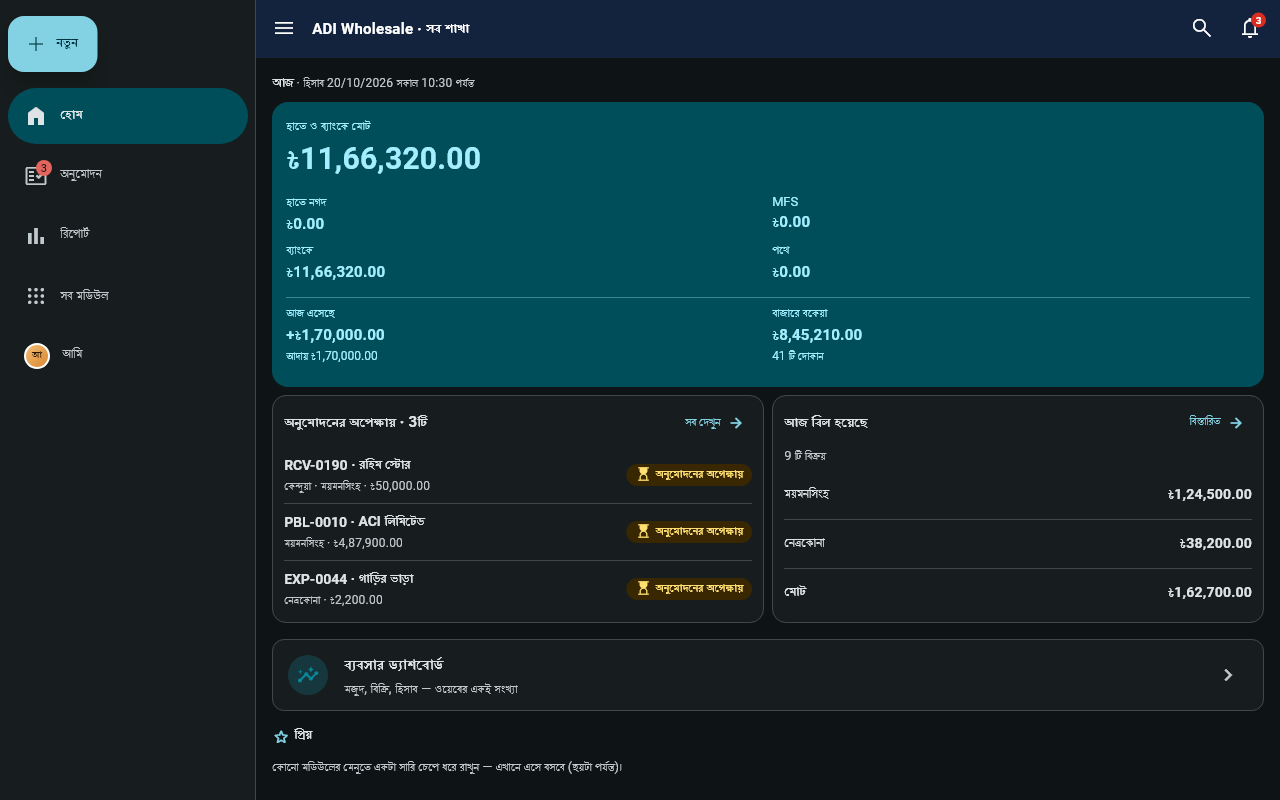 নতুন
হোম
3
অনুমোদন
রিপোর্ট
সব মডিউল
আ
আমি
ADI Wholesale · সব শাখা
3
আজ · হিসাব 20/10/2026 সকাল 10:30 পর্যন্ত
হাতে ও ব্যাংকে মোট
৳11,66,320.00
হাতে নগদ
৳0.00
MFS
৳0.00
ব্যাংকে
৳11,66,320.00
পথে
৳0.00
আজ এসেছে
+৳1,70,000.00
আদায় ৳1,70,000.00
বাজারে বকেয়া
৳8,45,210.00
41 টি দোকান
অনুমোদনের অপেক্ষায় · 3টি
সব দেখুন
RCV-0190 · রহিম স্টোর
কেন্দুয়া · ময়মনসিংহ · ৳50,000.00
অনুমোদনের অপেক্ষায়
PBL-0010 · ACI লিমিটেড
ময়মনসিংহ · ৳4,87,900.00
অনুমোদনের অপেক্ষায়
EXP-0044 · গাড়ির ভাড়া
নেত্রকোনা · ৳2,200.00
অনুমোদনের অপেক্ষায়
আজ বিল হয়েছে
বিস্তারিত
9 টি বিক্রয়
ময়মনসিংহ ৳1,24,500.00
নেত্রকোনা ৳38,200.00
মোট ৳1,62,700.00
ব্যবসার ড্যাশবোর্ড
মজুদ, বিক্রি, হিসাব — ওয়েবের একই সংখ্যা
প্রিয়
কোনো মডিউলের মেনুতে একটা সারি চেপে ধরে রাখুন — এখানে এসে বসবে (ছয়টা পর্যন্ত)।